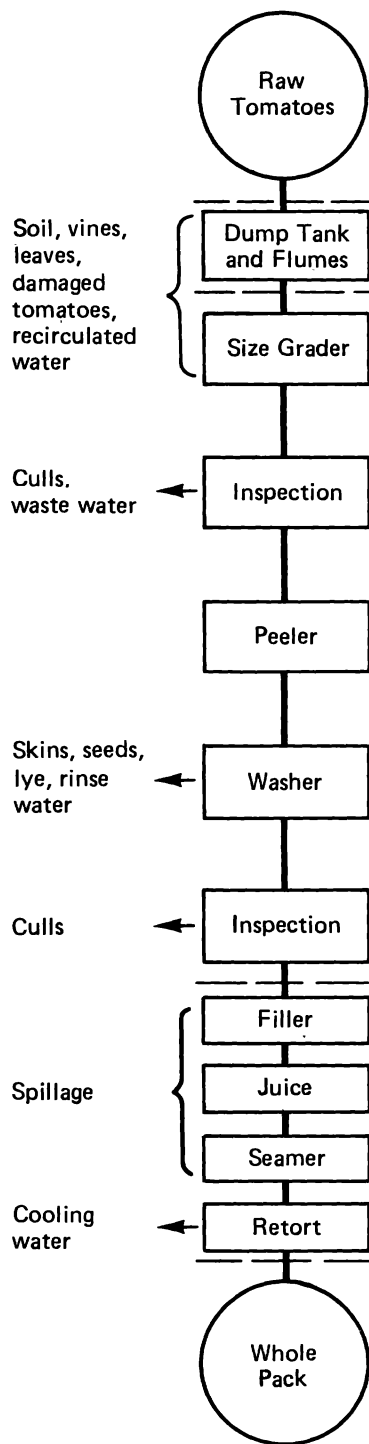 Raw
Tomatoes
Soil, vines,
leaves,
damaged
tomatoes,
recirculated
water
Dump Tank
and Flumes
Size Grader
Culls,
waste water
Inspection
Peeler
Skins, seeds,
lye, rinse
water
Washer
Culls
Inspection
Spillage
Filler
Juice
Seamer
Cooling
water
Retort
Whole
Pack